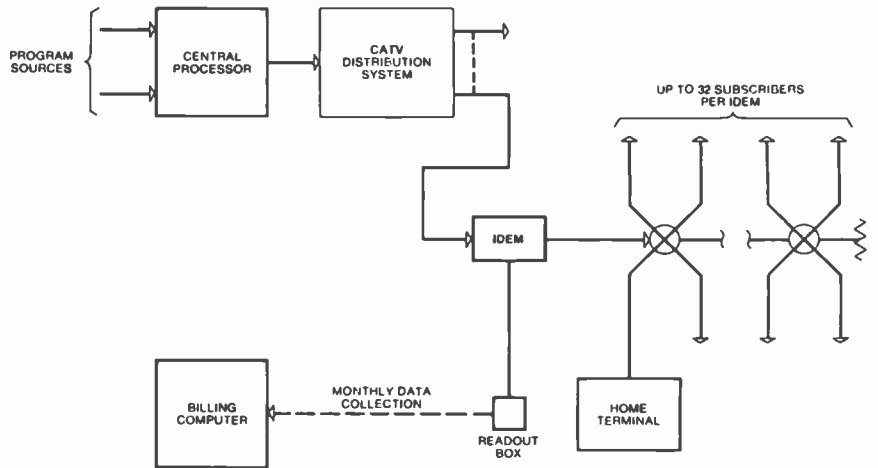 PROGRAM
SOURCES
CENTRAL
PROCESSOR
CATV
DISTRIBUTION
SYSTEM
UP TO 32 SUBSCRIBERS
PER IDEM
IDEM
BILLING
COMPUTER
MONTHLY DATA
COLLECTION
READOUT
BOX
HOME
TERMINAL